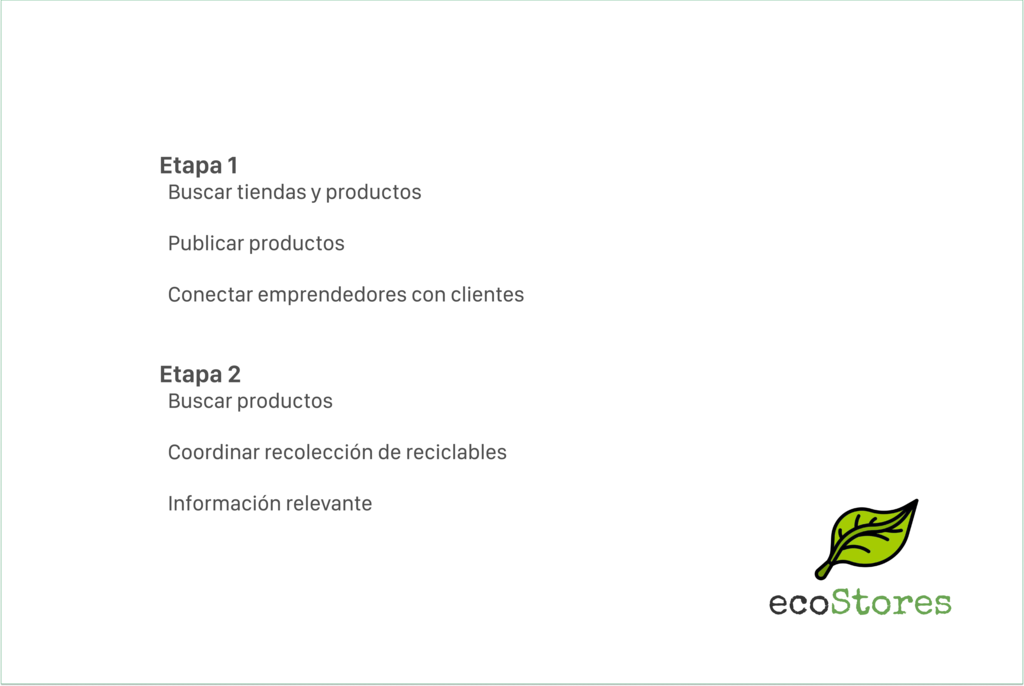 Etapa 1
Buscar tiendas y productos
Publicar productos
Conectar emprendedores con clientes
Etapa 2
Buscar productos
Coordinar recolección de reciclables
Información relevante
ecoStores